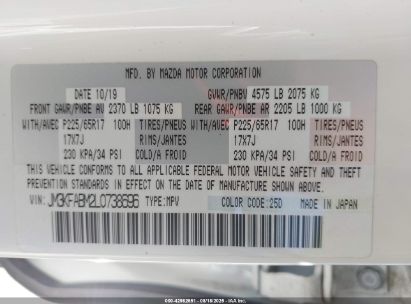 MFD. BY MAZDA MOTOR CORPORATION
DATE 10/19 GVWR/PNBV 4575 LB 2075 KG
FRONT GAWR/PNBE AV 2370 LB 1075 KG REAR GAWR/PNBE AR 2205 LB 1000 KG
WITH/AVEC P225/65R17 100H TIRES/PNEUS WITH/AVEC P225/65R17 100H TIRES/PNEUS
17X7J RIMS/JANTES 17X7J RIMS/JANTES
230 KPA/34 PSI COLD/A FROID 230 KPA/34 PSI COLD/A FROID
THIS VEHICLE CONFORMS TO ALL APPLICABLE FEDERAL MOTOR VEHICLE SAFETY
STANDARDS IN EFFECT ON THE DATE OF MANUFACTURE SHOWN ABOVE.
VIN: JM3KFABM2L0738696 TYPE:MPV COLOR CODE:25D MADE IN JAPAN